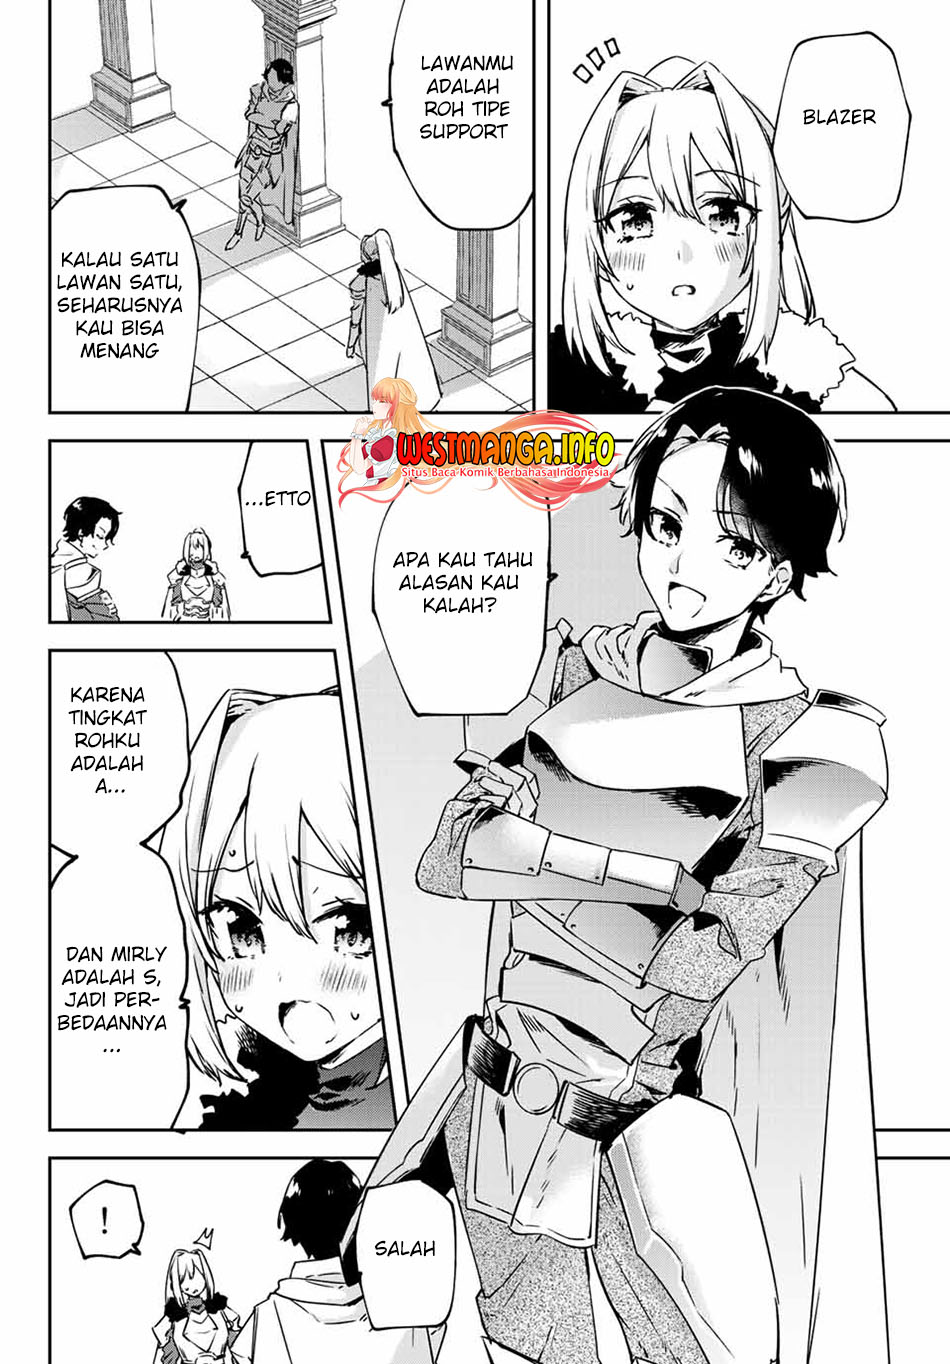 BLAZER
LAWANMU
ADALAH
ROH TIPE
SUPPORT
KALAU SATU
LAWAN SATU,
SEHARUSNYA
KAU BISA
MENANG
WESTMANGA.INFO
Situs Baca Komik Berbahasa Indonesia
APA KAU TAHU
ALASAN KAU
KALAH?
...ETTO
KARENA
TINGKAT
ROHKU
ADALAH
A...
DAN MIRLY
ADALAH S,
JADI PER-
BEDAANNYA
...
SALAH
!